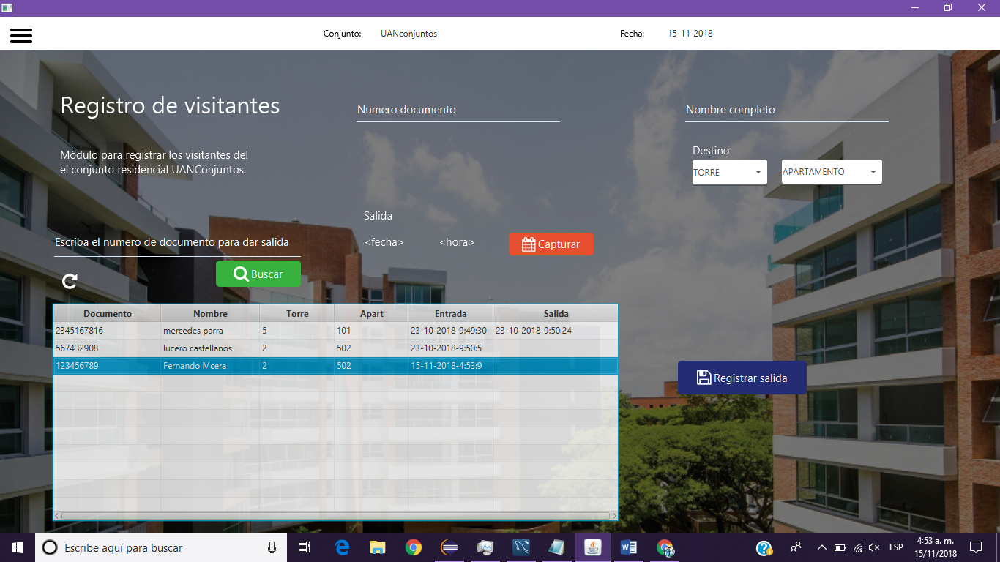 Conjunto: UANconjuntos Fecha: 15-11-2018
Registro de visitantes
Numero documento
Nombre completo
Módulo para registrar los visitantes del
el conjunto residencial UANConjuntos.
Destino
TORRE APARTAMENTO
Salida
Escriba el numero de documento para dar salida
<fecha> <hora> Capturar
Buscar
Documento Nombre Torre Apart Entrada Salida
2345167816 mercedes parra 5 101 23-10-2018-9:49:30 23-10-2018-9:50:24
567432908 lucero castellanos 2 502 23-10-2018-9:50:5
123456789 Fernando Mcera 2 502 15-11-2018-4:53:9
Registrar salida
Escribe aquí para buscar
ESP
4:53 a. m.
15/11/2018